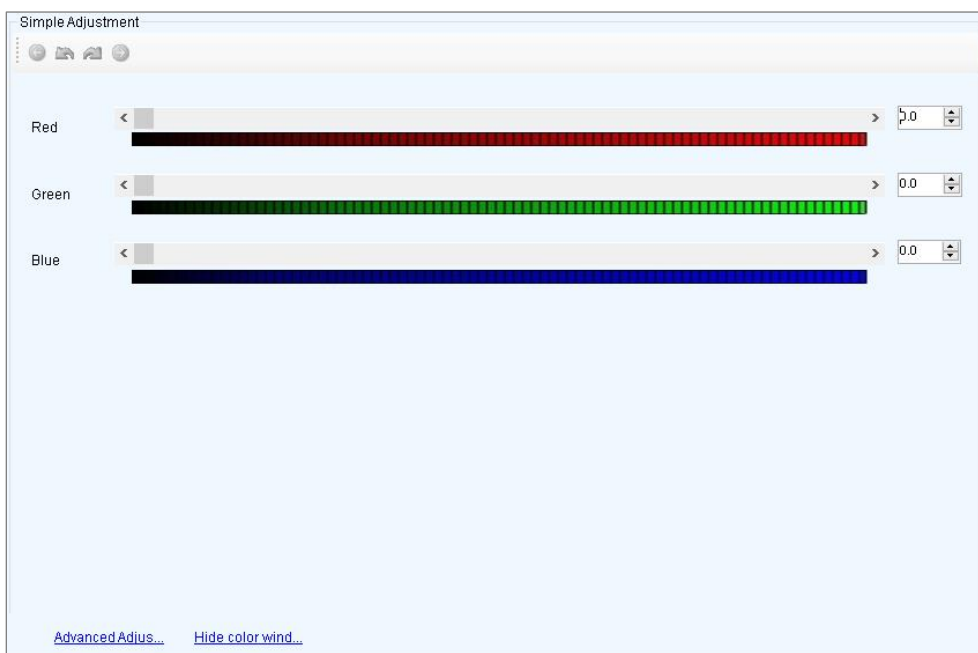 Simple Adjustment
Red
0.0
Green
0.0
Blue
0.0
Advanced Adjus...
Hide color wind...